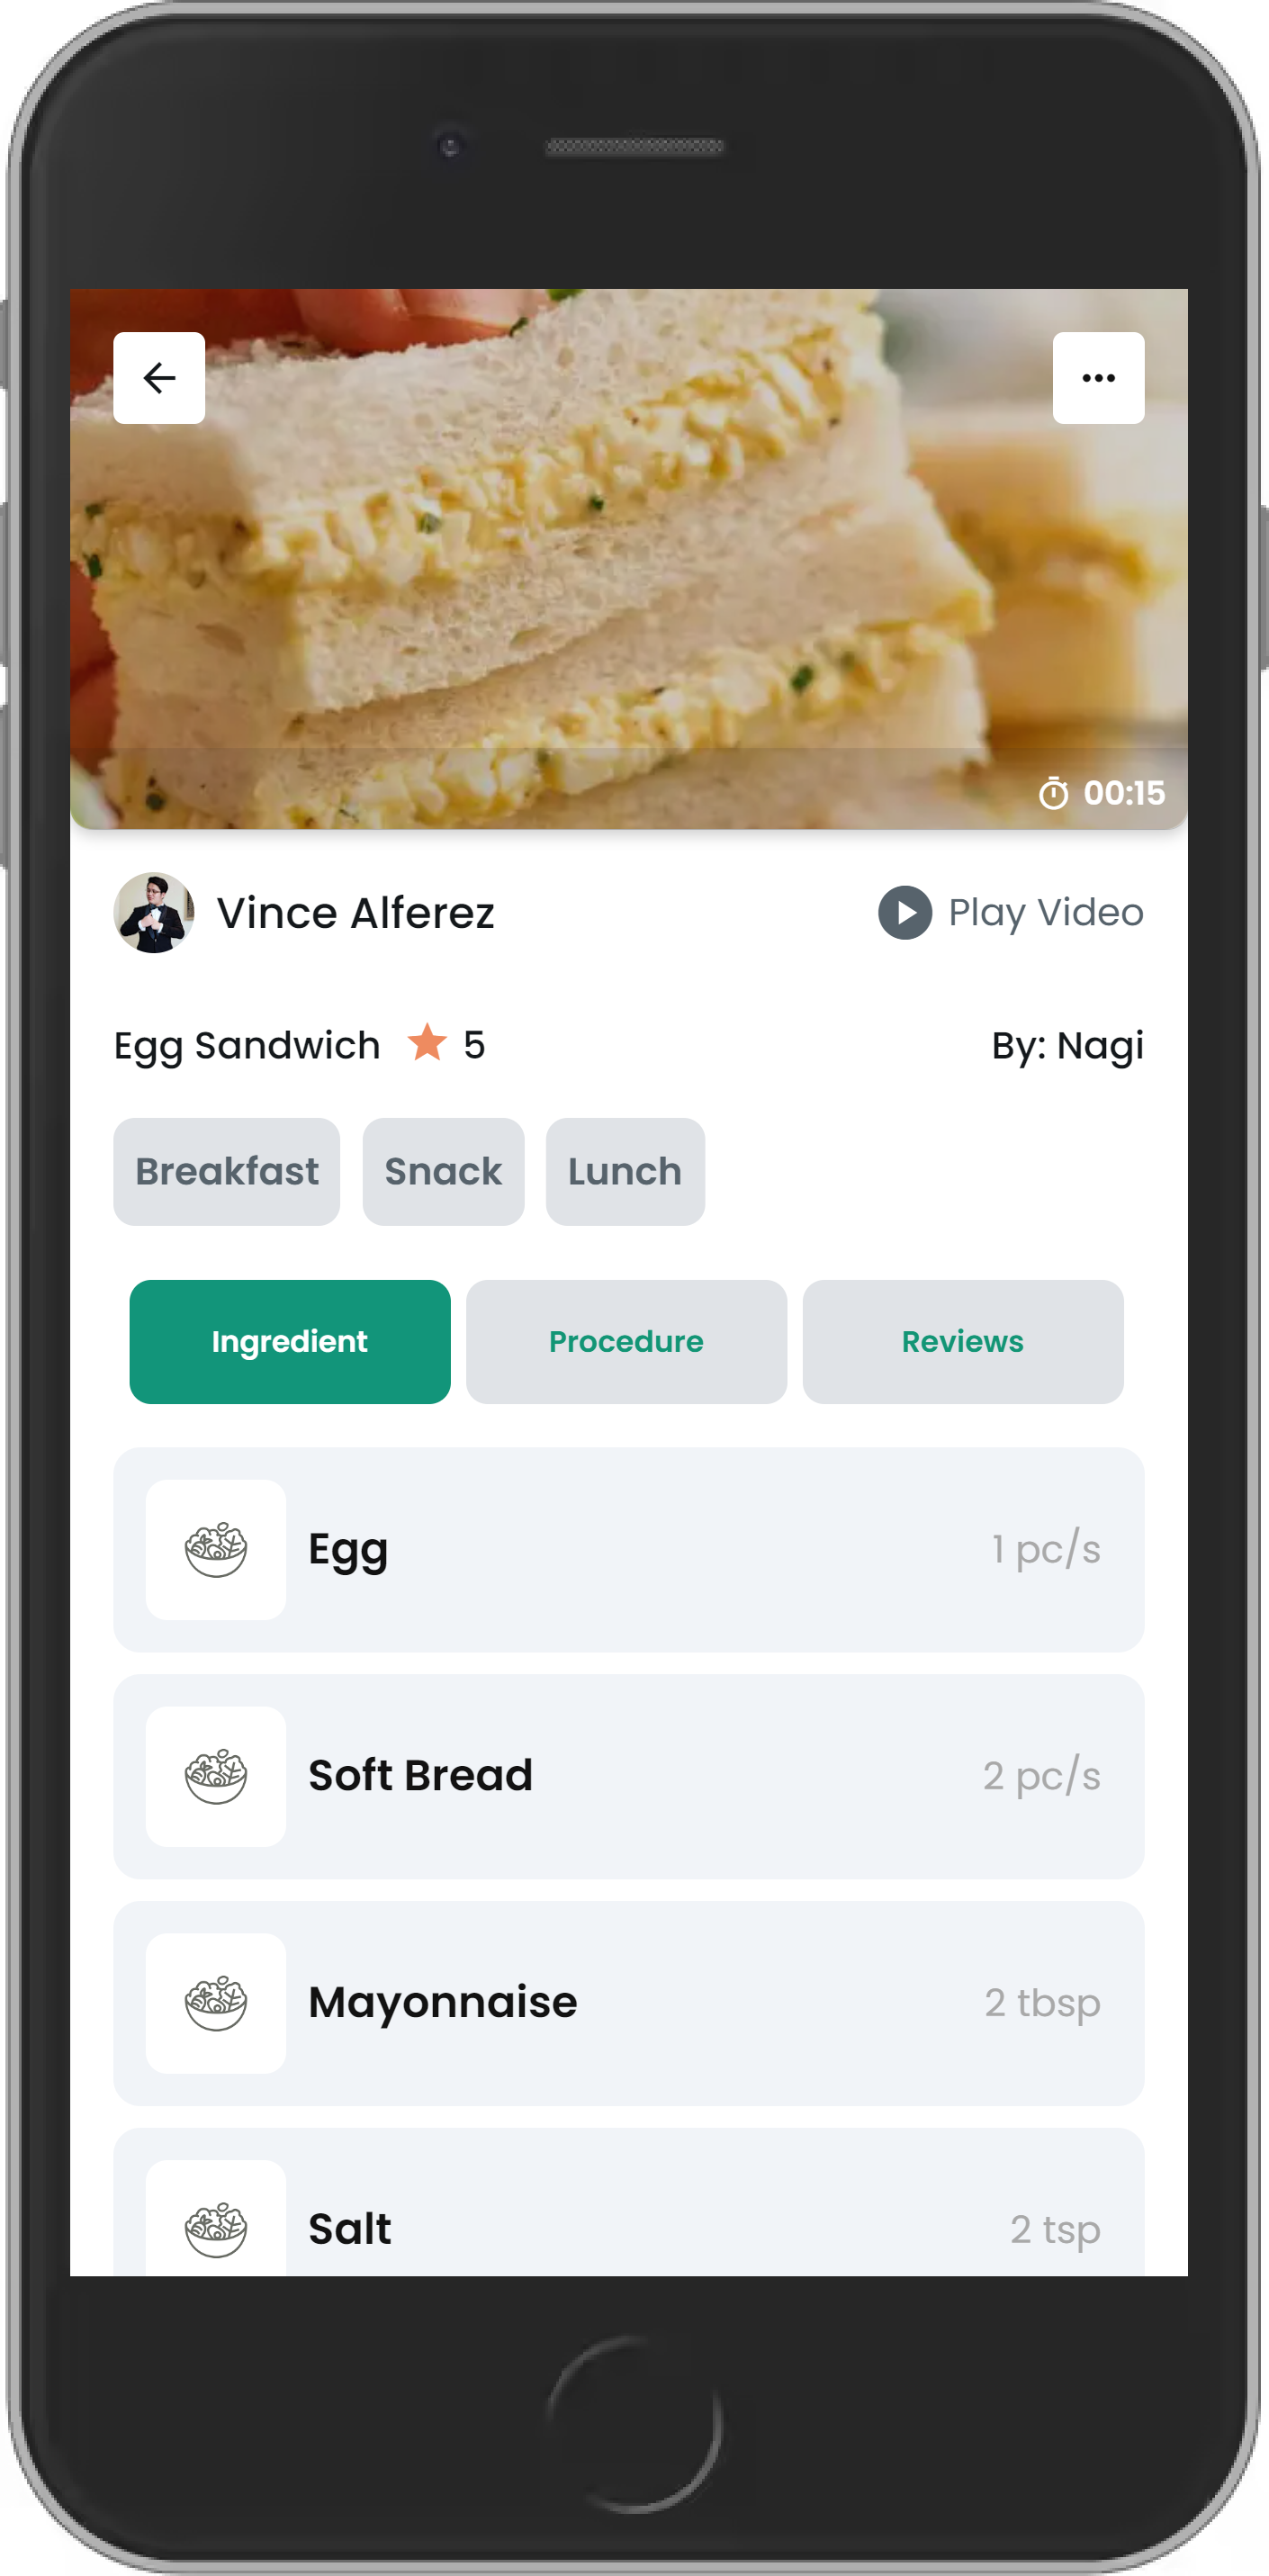 00:15
Vince Alferez
Play Video
Egg Sandwich 5
By: Nagi
Breakfast Snack Lunch
Ingredient Procedure Reviews
Egg 1 pc/s
Soft Bread 2 pc/s
Mayonnaise 2 tbsp
Salt 2 tsp